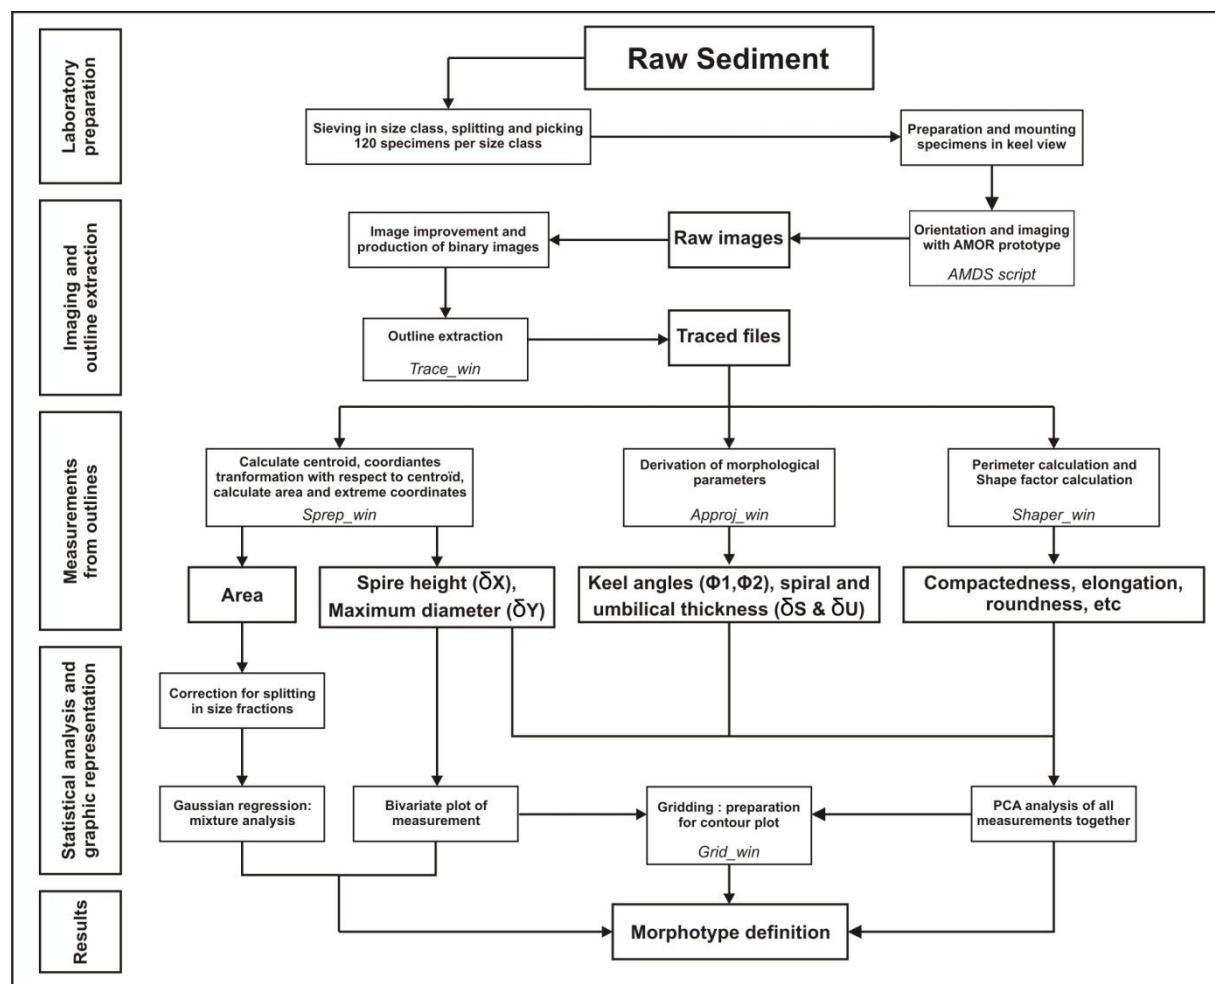 Laboratory
preparation
Raw Sediment
Sieving in size class, splitting and picking
120 specimens per size class
Preparation and mounting
specimens in keel view
Imaging and
outline extraction
Image improvement and
production of binary images
Raw images
Orientation and imaging
with AMOR prototype
AMDS script
Outline extraction
Trace_win
Traced files
Measurements
from outlines
Calculate centroid, coordiantes
tranformation with respect to centroïd,
calculate area and extreme coordinates
Sprep_win
Derivation of morphological
parameters
Approj_win
Perimeter calculation and
Shape factor calculation
Shaper_win
Area
Spire height (δX),
Maximum diameter (δY)
Keel angles (Φ1,Φ2), spiral and
umbilical thickness (δS & δU)
Compactedness, elongation,
roundness, etc
Statistical analysis and
graphic representation
Correction for splitting
in size fractions
Gaussian regression:
mixture analysis
Bivariate plot of
measurement
Gridding : preparation
for contour plot
Grid_win
PCA analysis of all
measurements together
Results
Morphotype definition